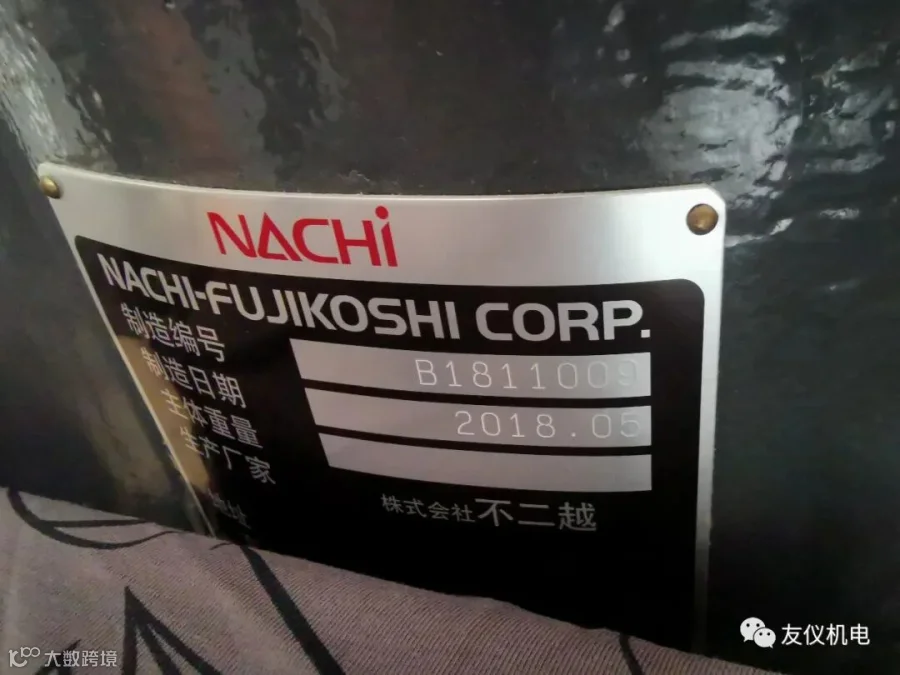 NACHi
NACHI-FUJIKOSHI CORP.
制造编号 B1811009
制造日期 2018.05
主体重量
生产厂家 株式会社不二越
地址
友仪机电
大数跨境